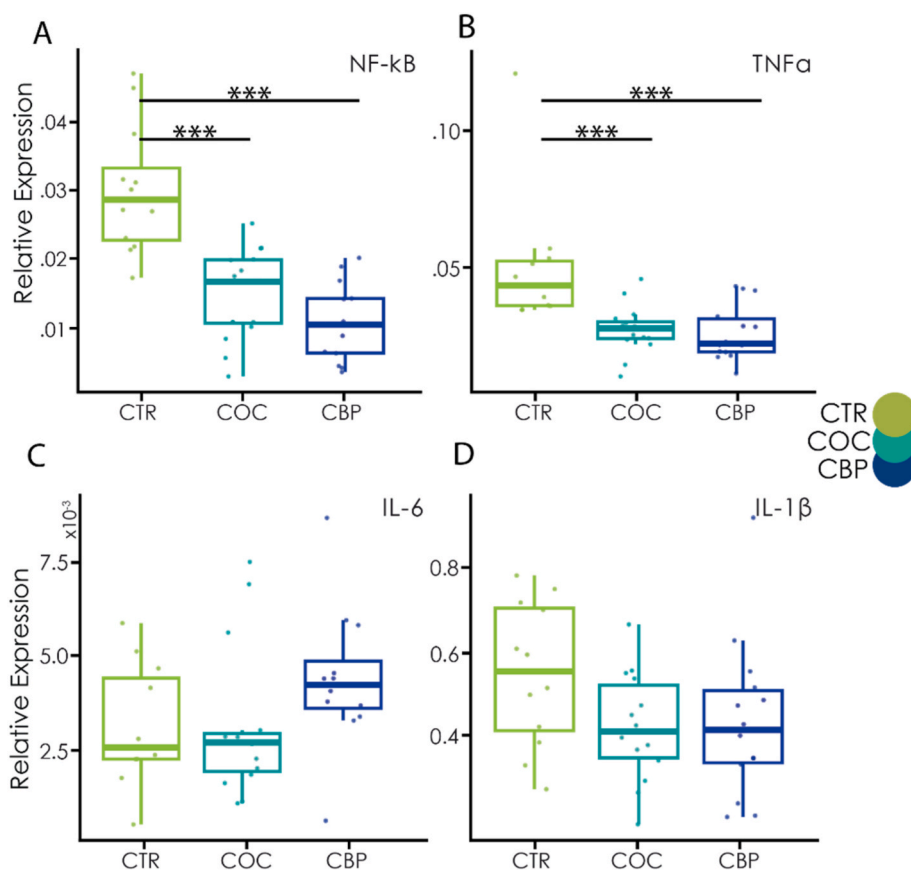 A
NF-kB
Relative Expression
.04
.03
.02
.01
***
***
CTR
COC
CBP
B
TNFα
.10
.05
***
***
CTR
COC
CBP
CTR
COC
CBP
C
IL-6
x10⁻³
Relative Expression
7.5
5.0
2.5
CTR
COC
CBP
D
IL-1β
0.8
0.6
0.4
CTR
COC
CBP